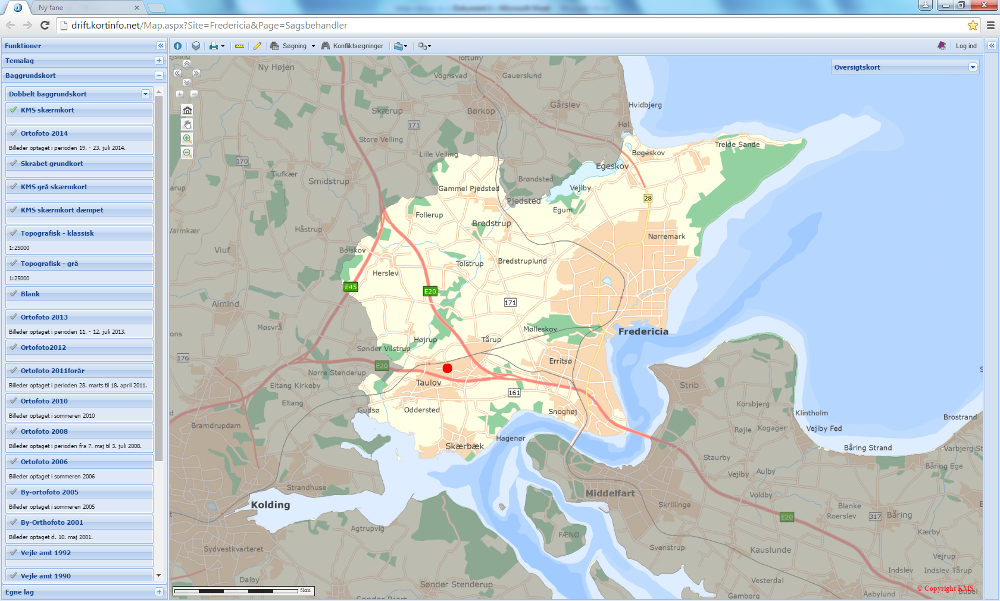 Ny fane
drift.kortinfo.net/Map.aspx?Site=Fredericia&Page=Sagsbehandler
Funktioner
Søgning
Konfliktsøgninger
Log ind
Temalag
Baggrundskort
Oversigtskort
Dobbelt baggrundskort
KMS skærmkort
Ortofoto 2014
Billeder optaget i perioden 19. - 23. juli 2014.
Skrabet grundkort
KMS grå skærmkort
KMS skærmkort dæmpet
Topografisk - klassisk
1:25000
Topografisk - grå
1:25000
Blank
Ortofoto 2013
Billeder optaget i perioden 11. - 12. juli 2013.
Ortofoto2012
Ortofoto 2011forår
Billeder optaget i perioden 28. marts til 18. april 2011.
Ortofoto 2010
Billeder optaget i sommeren 2010
Ortofoto 2008
Billeder optaget i perioden fra 7. maj til 3. juli 2008.
Ortofoto 2006
Billeder optaget i sommeren 2006
By-ortofoto 2005
Billeder optaget i sommeren 2005
By-Orthofoto 2001
Billeder optaget d. 10. maj 2001.
Vejle amt 1992
Vejle amt 1990
Egne lag
Ny Højen
Vognsvad
Gauerslund
Hvidbjerg
Skærup
Børkop
Gårslev
171
Høl
Store Velling
Trelde Sande
Lille Velling
Bøgeskov
170
Egeskov
Tiufkær
Smidstrup
Brøndsted
Gammel Pjedsted
Vejlby
28
Pjedsted
Egum
Follerup
Bredstrup
Håstrup
Varmkær
Nørremark
Viuf
Bolskov
Tolstrup
Bredstruplund
Herslev
E45
E20
171
Almind
Møsvrå
Mølleskov
Fredericia
Højrup
Tårup
Sønder Vilstrup
176
E20
Erritsø
Nørre Stenderup
Taulov
Eltang Kirkeby
161
Strib
Eltang
Gudsø
Oddersted
Snoghøj
Korsbjerg
Klintholm
Brostrand
Bramdrupdam
Røjle
Kogager
Vejlby Fed
Hagenør
Skærbæk
Båring Strand
Varbjerg St
Staurby
Båring Ege
Vejlby
Aulby
Strandhuse
Middelfart
Voldby
Kolding
Skrillinge
Blanke
E20
Roerslev
317
Båring
Agtrupvig
FÆNØ
Kærby
Sydvestkvarteret
Svenstrup
Kauslunde
Vejrup
Indslev
Indslev Tårup
Dalby
Sønder Stenderup
Vesterdal
5km
© Copyright KMS
Gamborg
Aabylund
Bubel